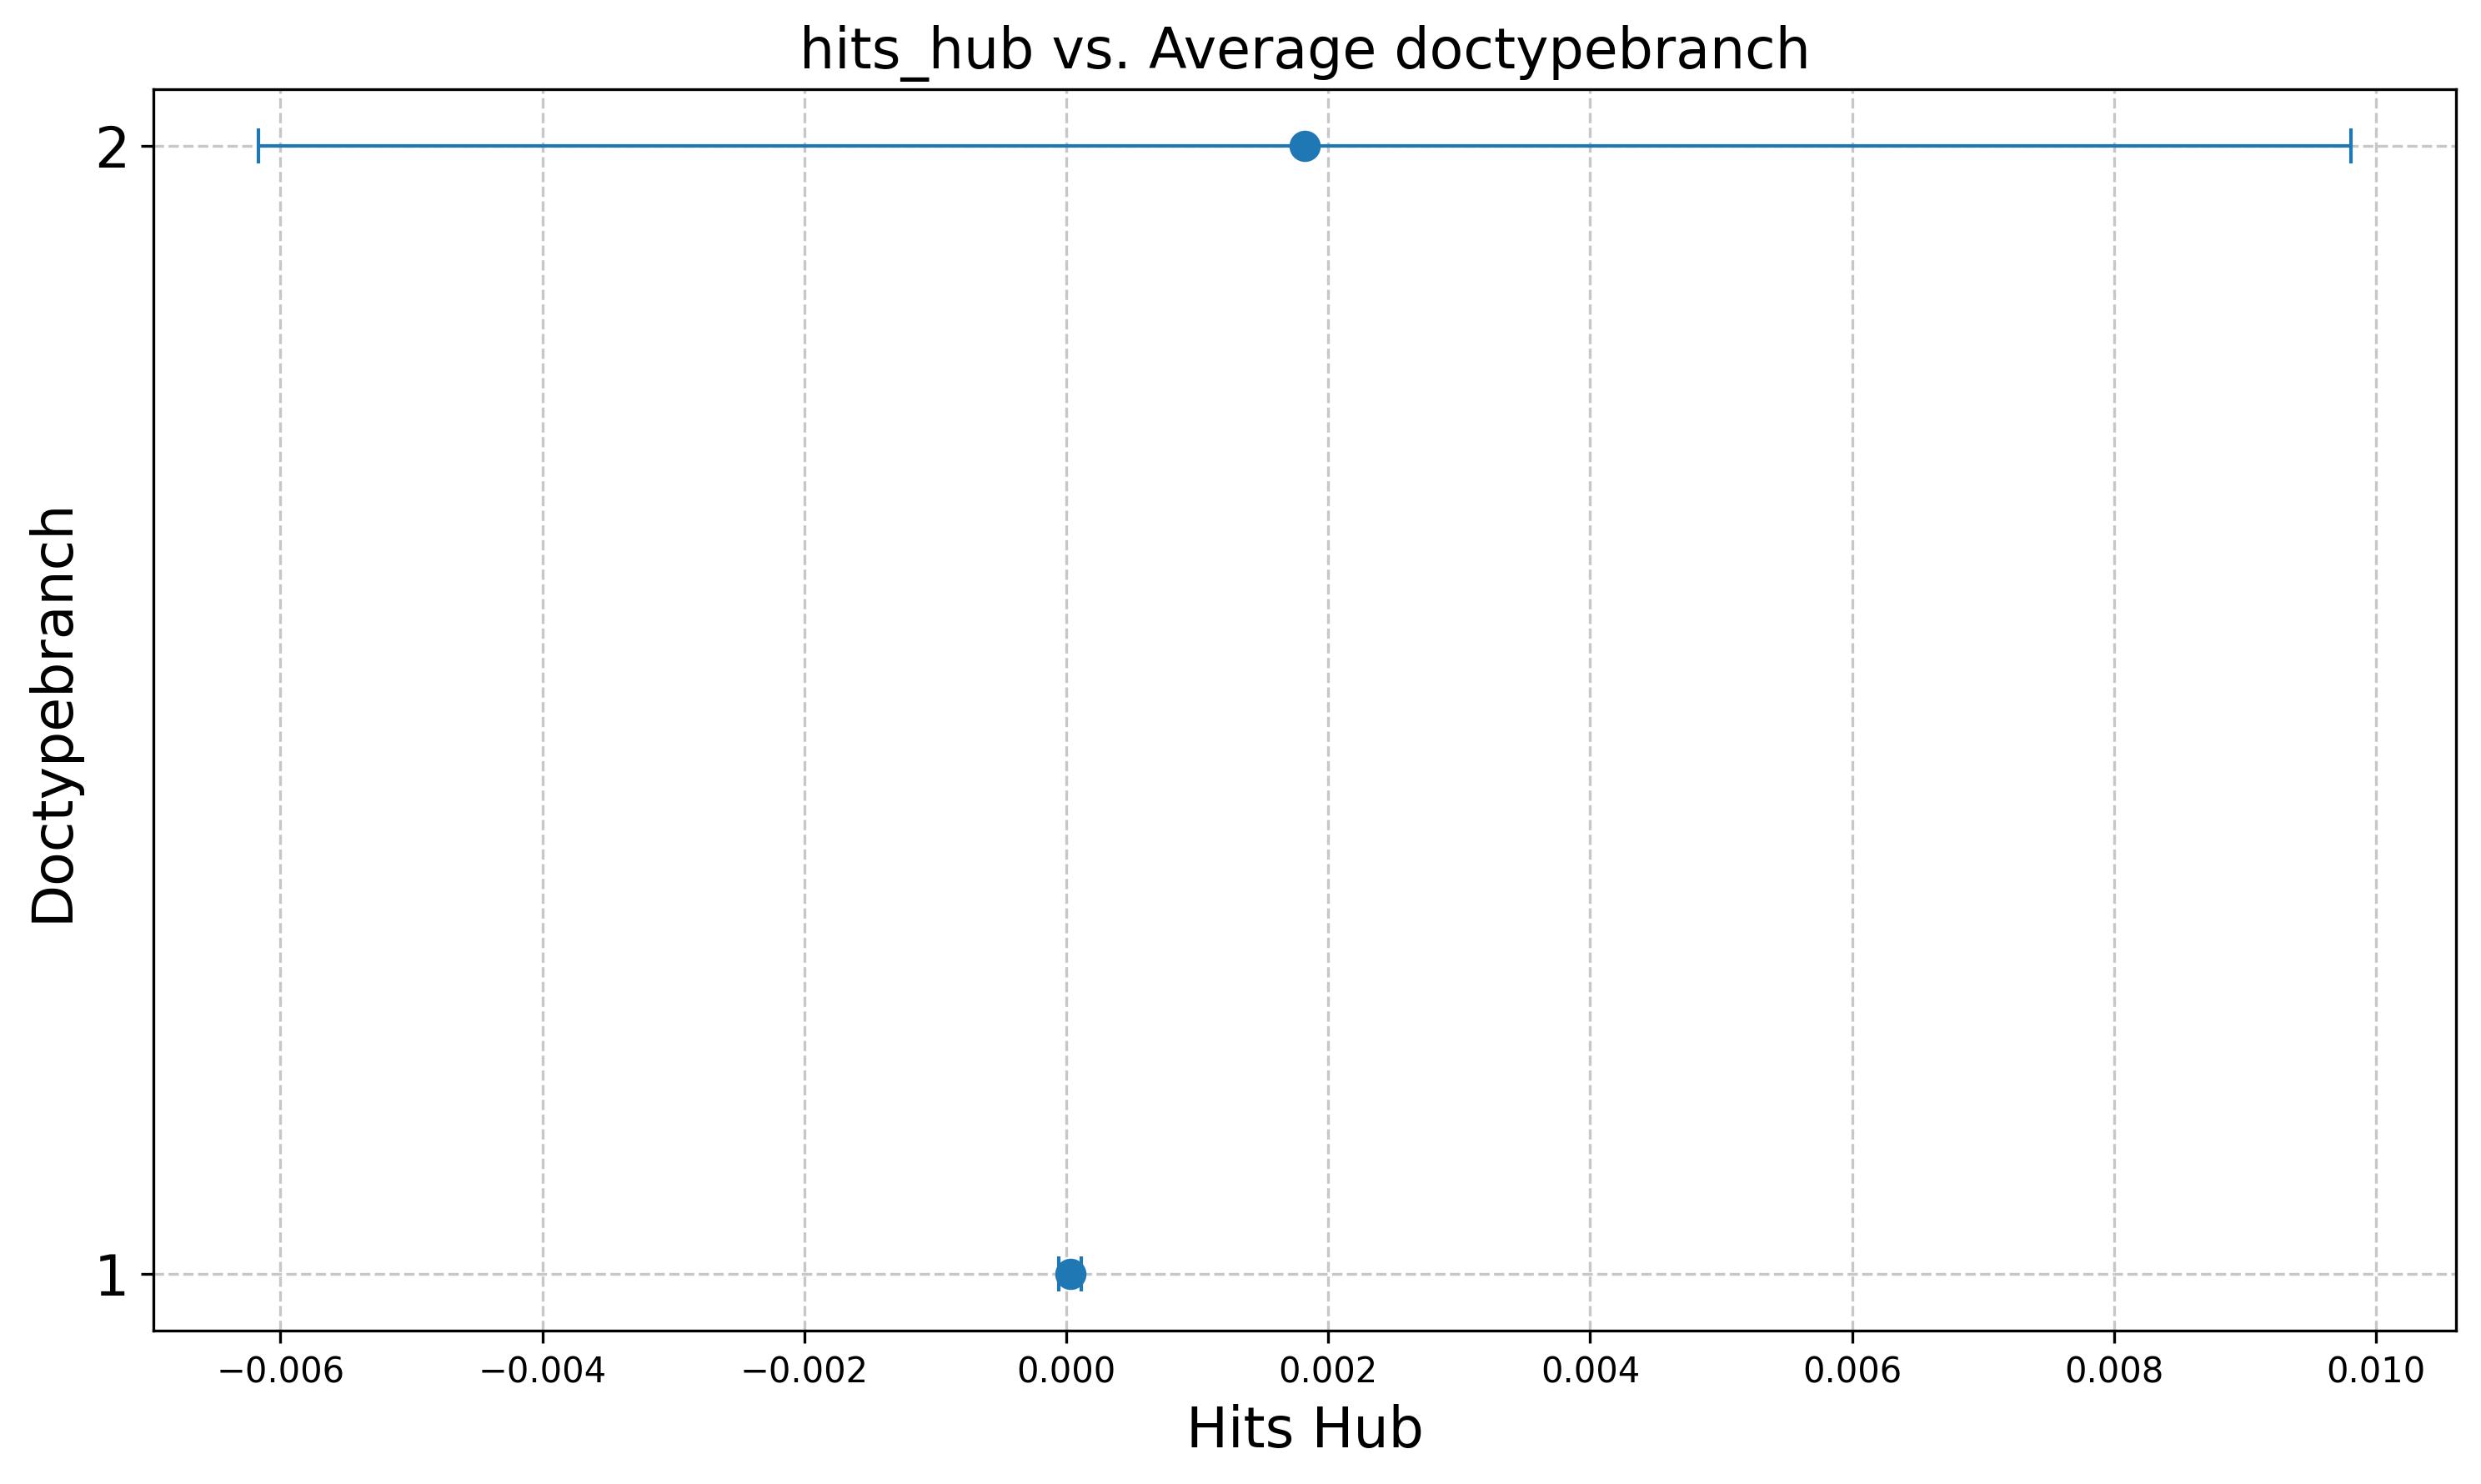 hits_hub vs. Average doctypebranch
Doctypebranch
2
1
−0.006 −0.004 −0.002 0.000 0.002 0.004 0.006 0.008 0.010
Hits Hub